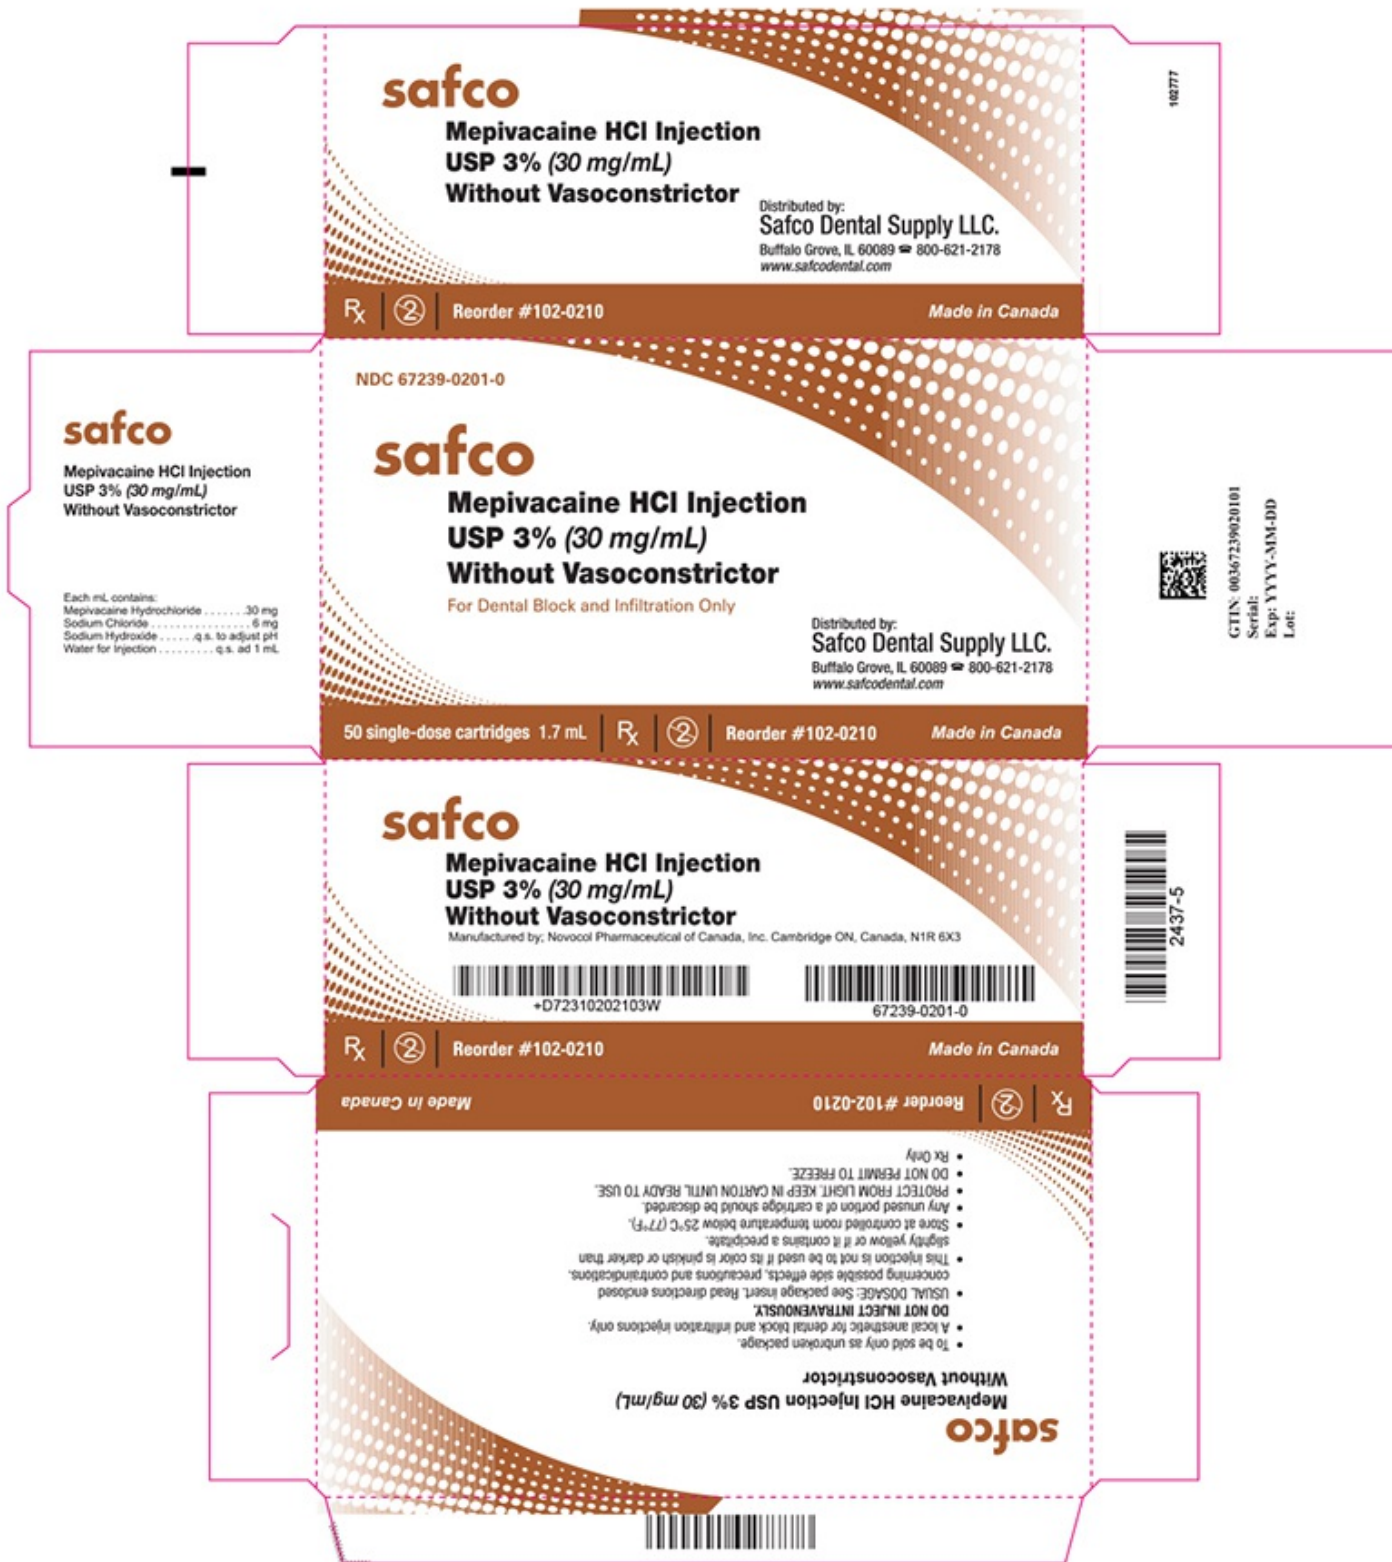 safco
Mepivacaine HCl Injection
USP 3% (30 mg/mL)
Without Vasoconstrictor
Distributed by:
Safco Dental Supply LLC.
Buffalo Grove, IL 60089 ☎ 800-621-2178
www.safcodental.com
Rx 2 Reorder #102-0210 Made in Canada
102777
safco
Mepivacaine HCl Injection
USP 3% (30 mg/mL)
Without Vasoconstrictor
Each mL contains:
Mepivacaine Hydrochloride . . . . . . .30 mg
Sodium Chloride . . . . . . . . . . . . . . . . 6 mg
Sodium Hydroxide . . . . . .q.s. to adjust pH
Water for Injection . . . . . . . . . q.s. ad 1 mL
NDC 67239-0201-0
safco
Mepivacaine HCl Injection
USP 3% (30 mg/mL)
Without Vasoconstrictor
For Dental Block and Infiltration Only
Distributed by:
Safco Dental Supply LLC.
Buffalo Grove, IL 60089 ☎ 800-621-2178
www.safcodental.com
50 single-dose cartridges 1.7 mL Rx 2 Reorder #102-0210 Made in Canada
GTIN: 00367239020101
Serial:
Exp: YYYY-MM-DD
Lot:
safco
Mepivacaine HCl Injection
USP 3% (30 mg/mL)
Without Vasoconstrictor
Manufactured by; Novocol Pharmaceutical of Canada, Inc. Cambridge ON, Canada, N1R 6X3
+D72310202103W
67239-0201-0
Rx 2 Reorder #102-0210 Made in Canada
2437-5
safco
Mepivacaine HCl Injection USP 3% (30 mg/mL)
Without Vasoconstrictor
• To be sold only as unbroken package.
• A local anesthetic for dental block and infiltration injections only.
DO NOT INJECT INTRAVENOUSLY.
• USUAL DOSAGE: See package insert. Read directions enclosed
concerning possible side effects, precautions and contraindications.
• This injection is not to be used if its color is pinkish or darker than
slightly yellow or if it contains a precipitate.
• Store at controlled room temperature below 25°C (77°F).
• Any unused portion of a cartridge should be discarded.
• PROTECT FROM LIGHT. KEEP IN CARTON UNTIL READY TO USE.
• DO NOT PERMIT TO FREEZE.
• Rx Only
Rx 2 Reorder #102-0210 Made in Canada